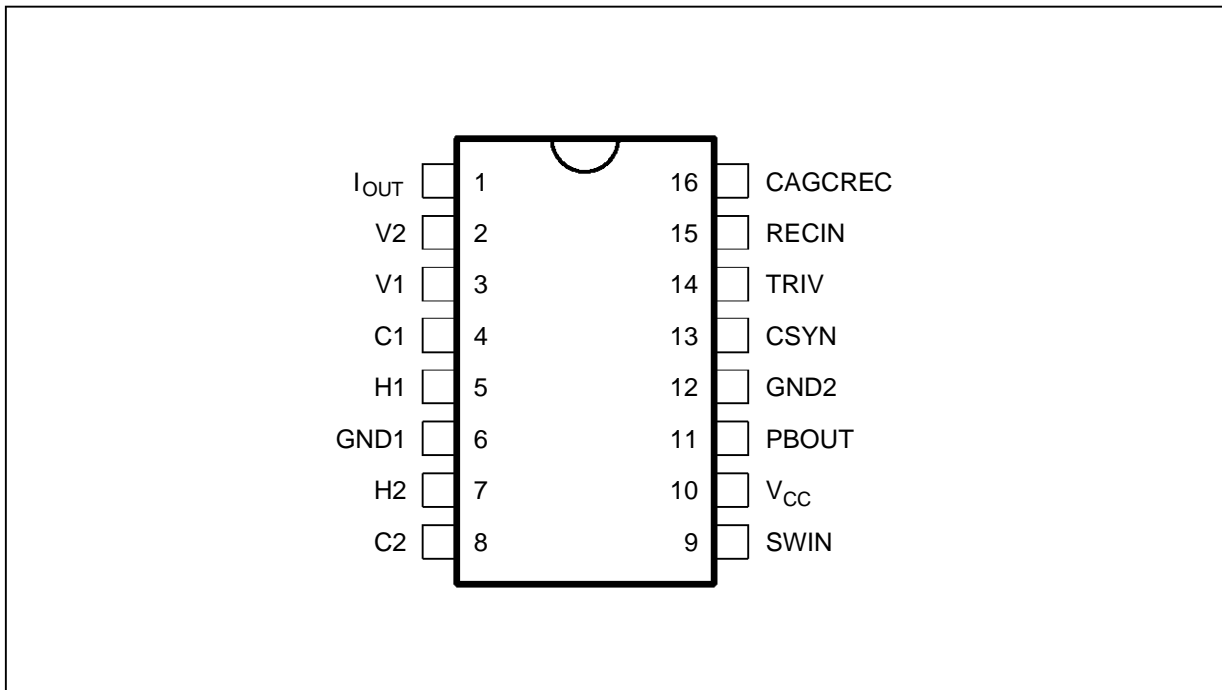 I_OUT 1 16 CAGCREC
V2 2 15 RECIN
V1 3 14 TRIV
C1 4 13 CSYN
H1 5 12 GND2
GND1 6 11 PBOUT
H2 7 10 V_CC
C2 8 9 SWIN